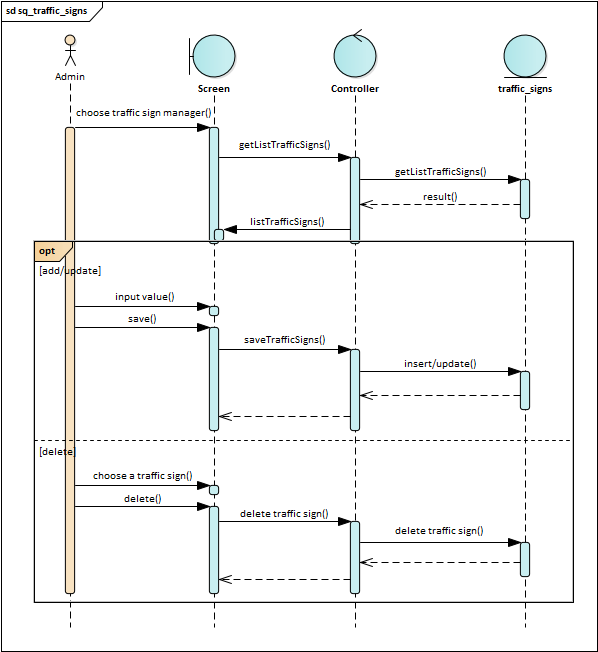 sd sq_traffic_signs
Admin
Screen
Controller
traffic_signs
choose traffic sign manager()
getListTrafficSigns()
getListTrafficSigns()
result()
listTrafficSigns()
opt
[add/update]
input value()
save()
saveTrafficSigns()
insert/update()
[delete]
choose a traffic sign()
delete()
delete traffic sign()
delete traffic sign()